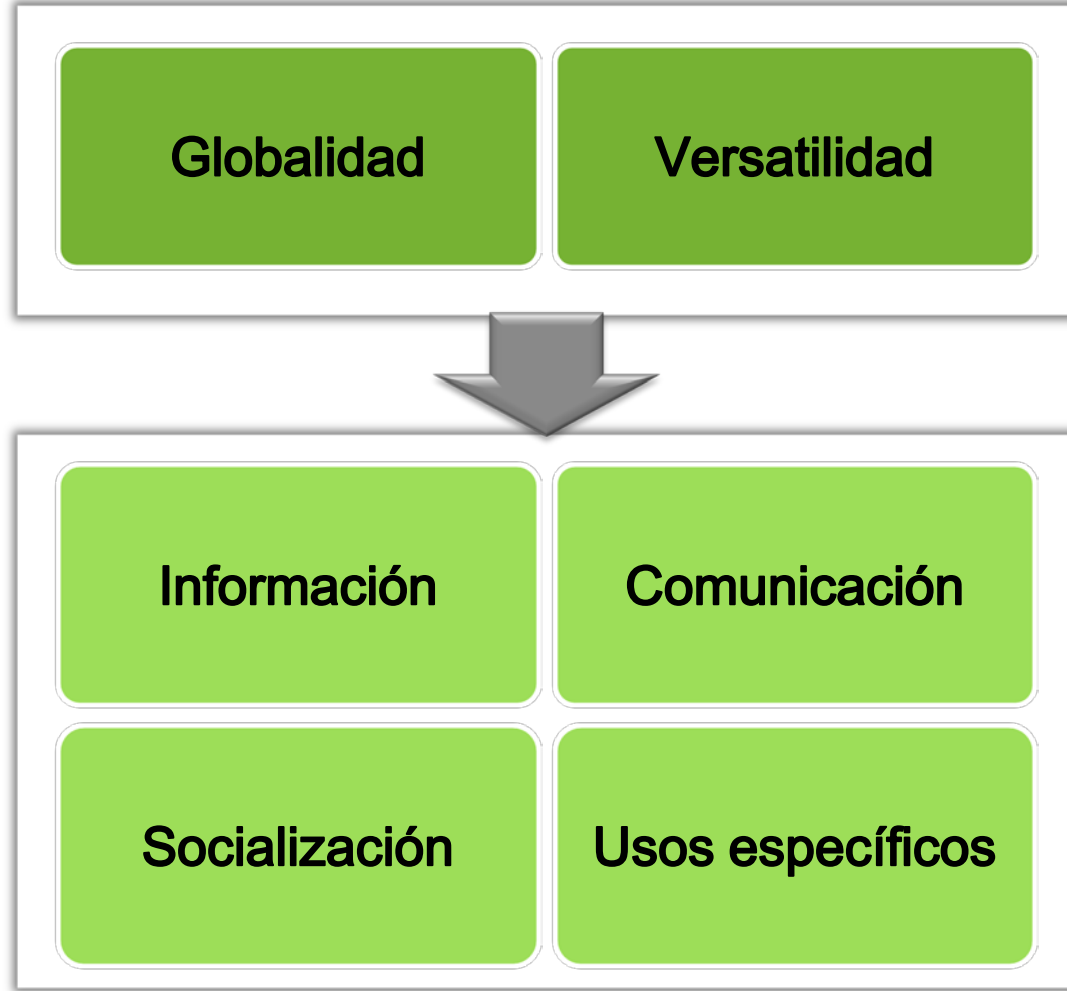 Globalidad
Versatilidad
Información
Comunicación
Socialización
Usos específicos